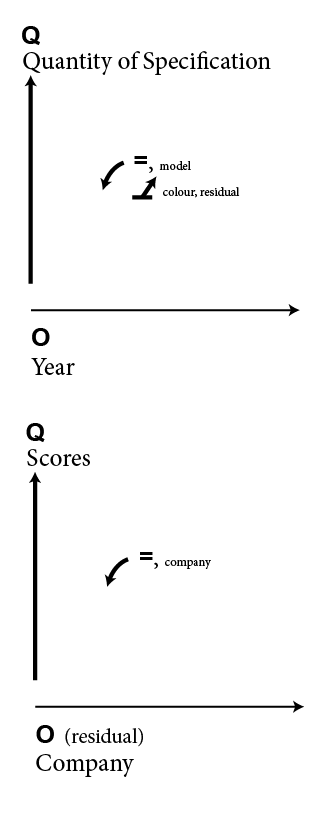 Q
Quantity of Specification
=, model
colour, residual
O
Year
Q
Scores
=, company
O (residual)
Company